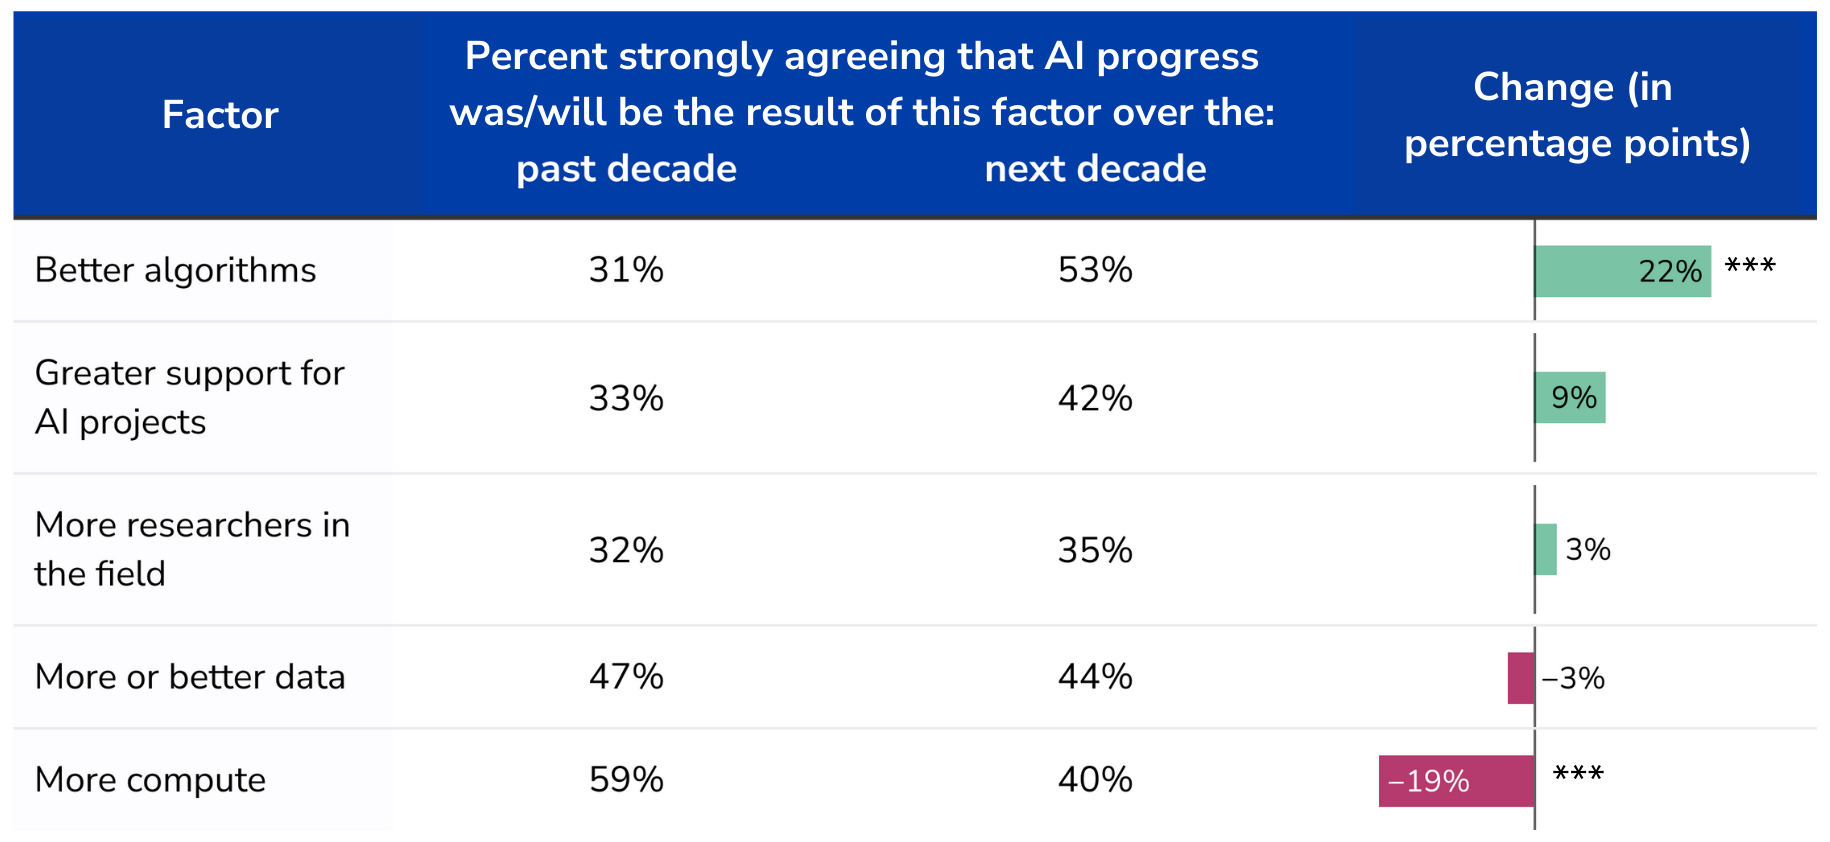 Factor
Percent strongly agreeing that AI progress
was/will be the result of this factor over the:
past decade next decade
Change (in
percentage points)
Better algorithms 31% 53% 22% ***
Greater support for
AI projects 33% 42% 9%
More researchers in
the field 32% 35% 3%
More or better data 47% 44% –3%
More compute 59% 40% –19% ***